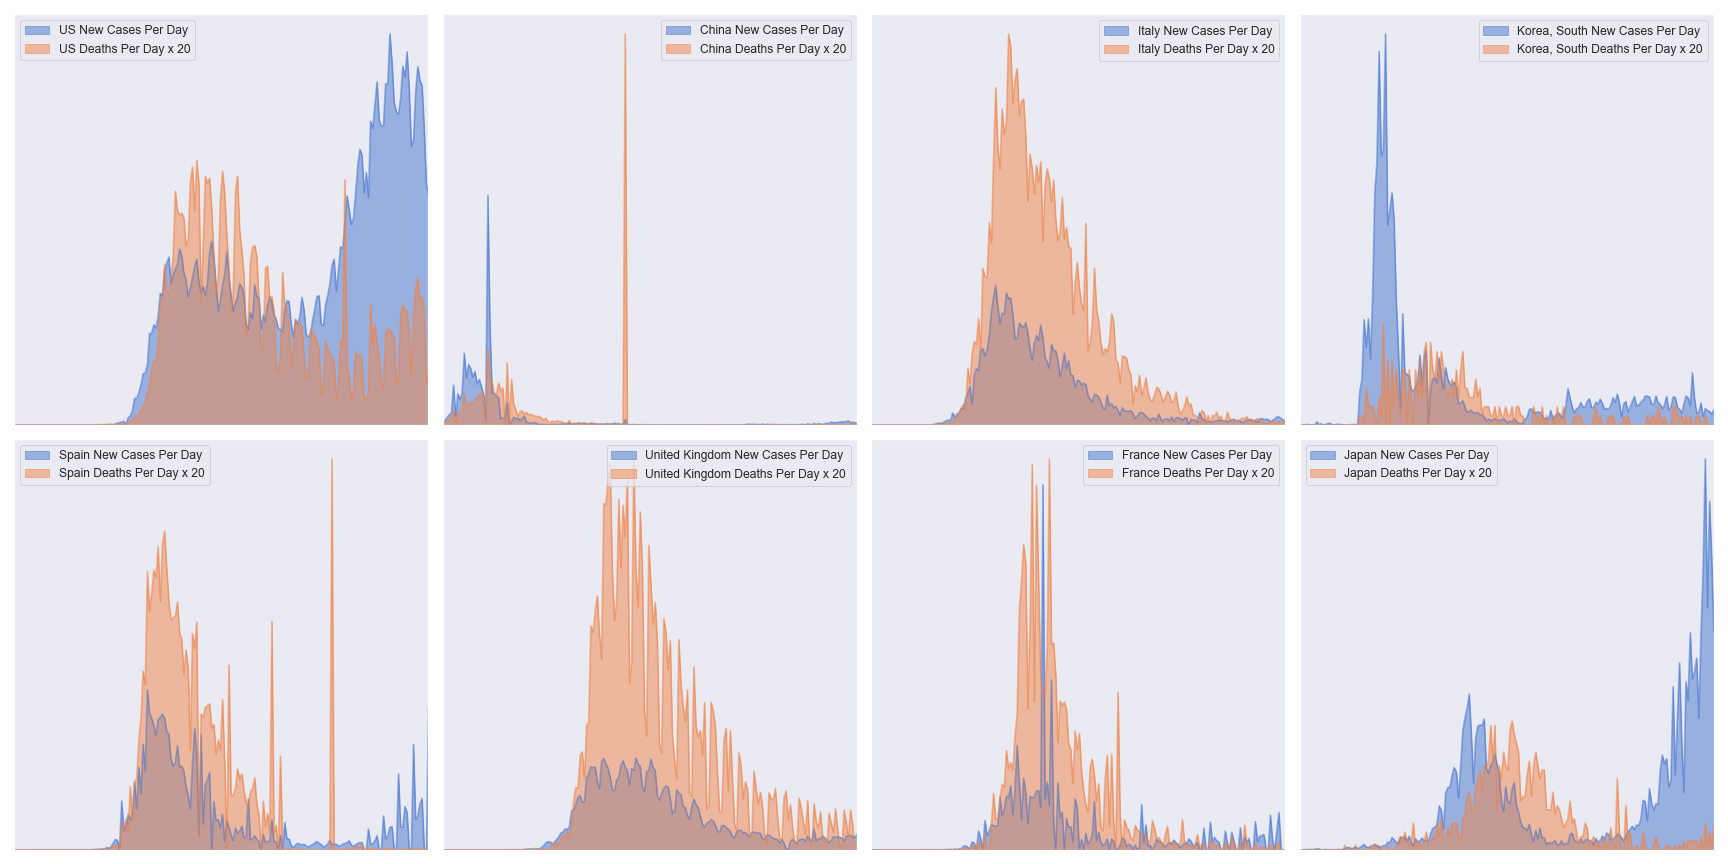 US New Cases Per Day
US Deaths Per Day x 20
China New Cases Per Day
China Deaths Per Day x 20
Italy New Cases Per Day
Italy Deaths Per Day x 20
Korea, South New Cases Per Day
Korea, South Deaths Per Day x 20
Spain New Cases Per Day
Spain Deaths Per Day x 20
United Kingdom New Cases Per Day
United Kingdom Deaths Per Day x 20
France New Cases Per Day
France Deaths Per Day x 20
Japan New Cases Per Day
Japan Deaths Per Day x 20